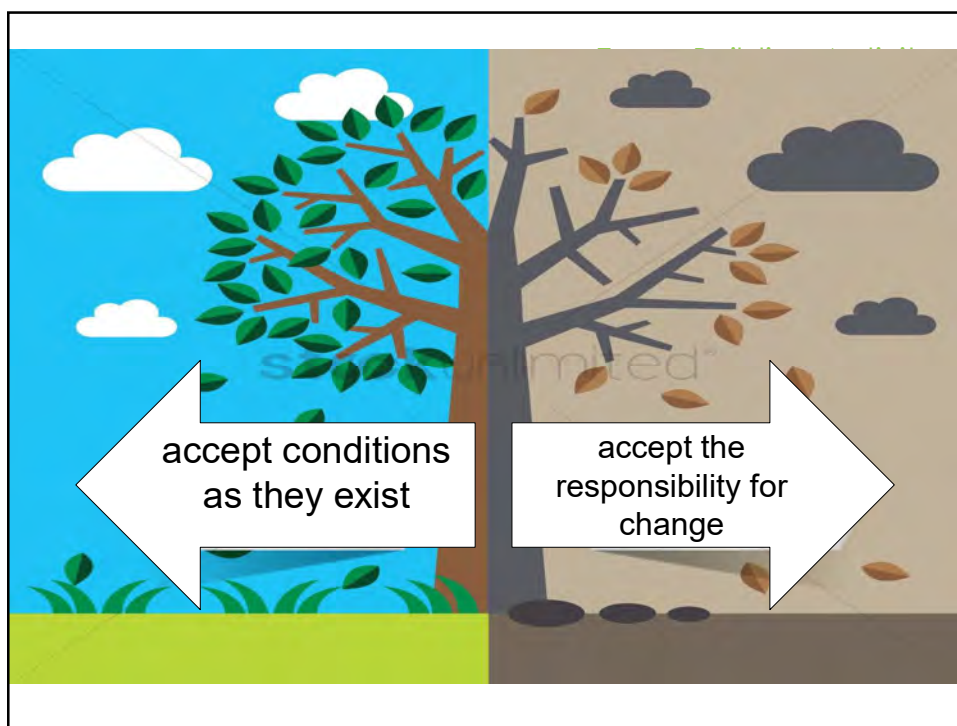 accept conditions
as they exist
accept the
responsibility for
change